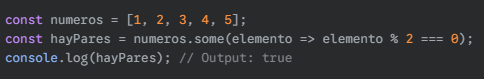 const numeros = [1, 2, 3, 4, 5];
const hayPares = numeros.some(elemento => elemento % 2 === 0);
console.log(hayPares); // Output: true